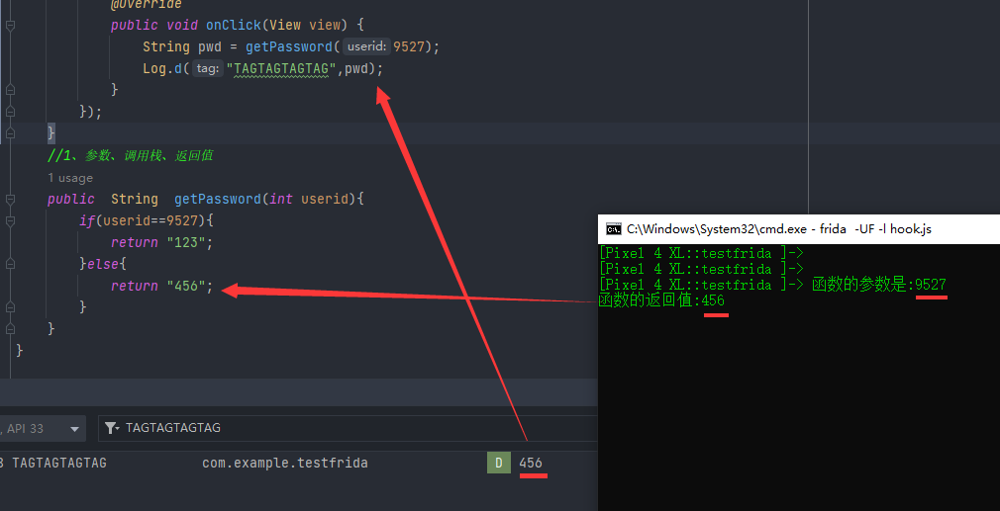 @Override
public void onClick(View view) {
String pwd = getPassword( userid: 9527);
Log.d( tag: "TAGTAGTAGTAG",pwd);
}
});
}
//1、参数、调用栈、返回值
1 usage
public String getPassword(int userid){
if(userid==9527){
return "123";
}else{
return "456";
}
}
}
C:\Windows\System32\cmd.exe - frida -UF -l hook.js
[Pixel 4 XL::testfrida ]->
[Pixel 4 XL::testfrida ]->
[Pixel 4 XL::testfrida ]-> 函数的参数是:9527
函数的返回值:456
, API 33 TAGTAGTAGTAG
TAGTAGTAGTAG com.example.testfrida D 456